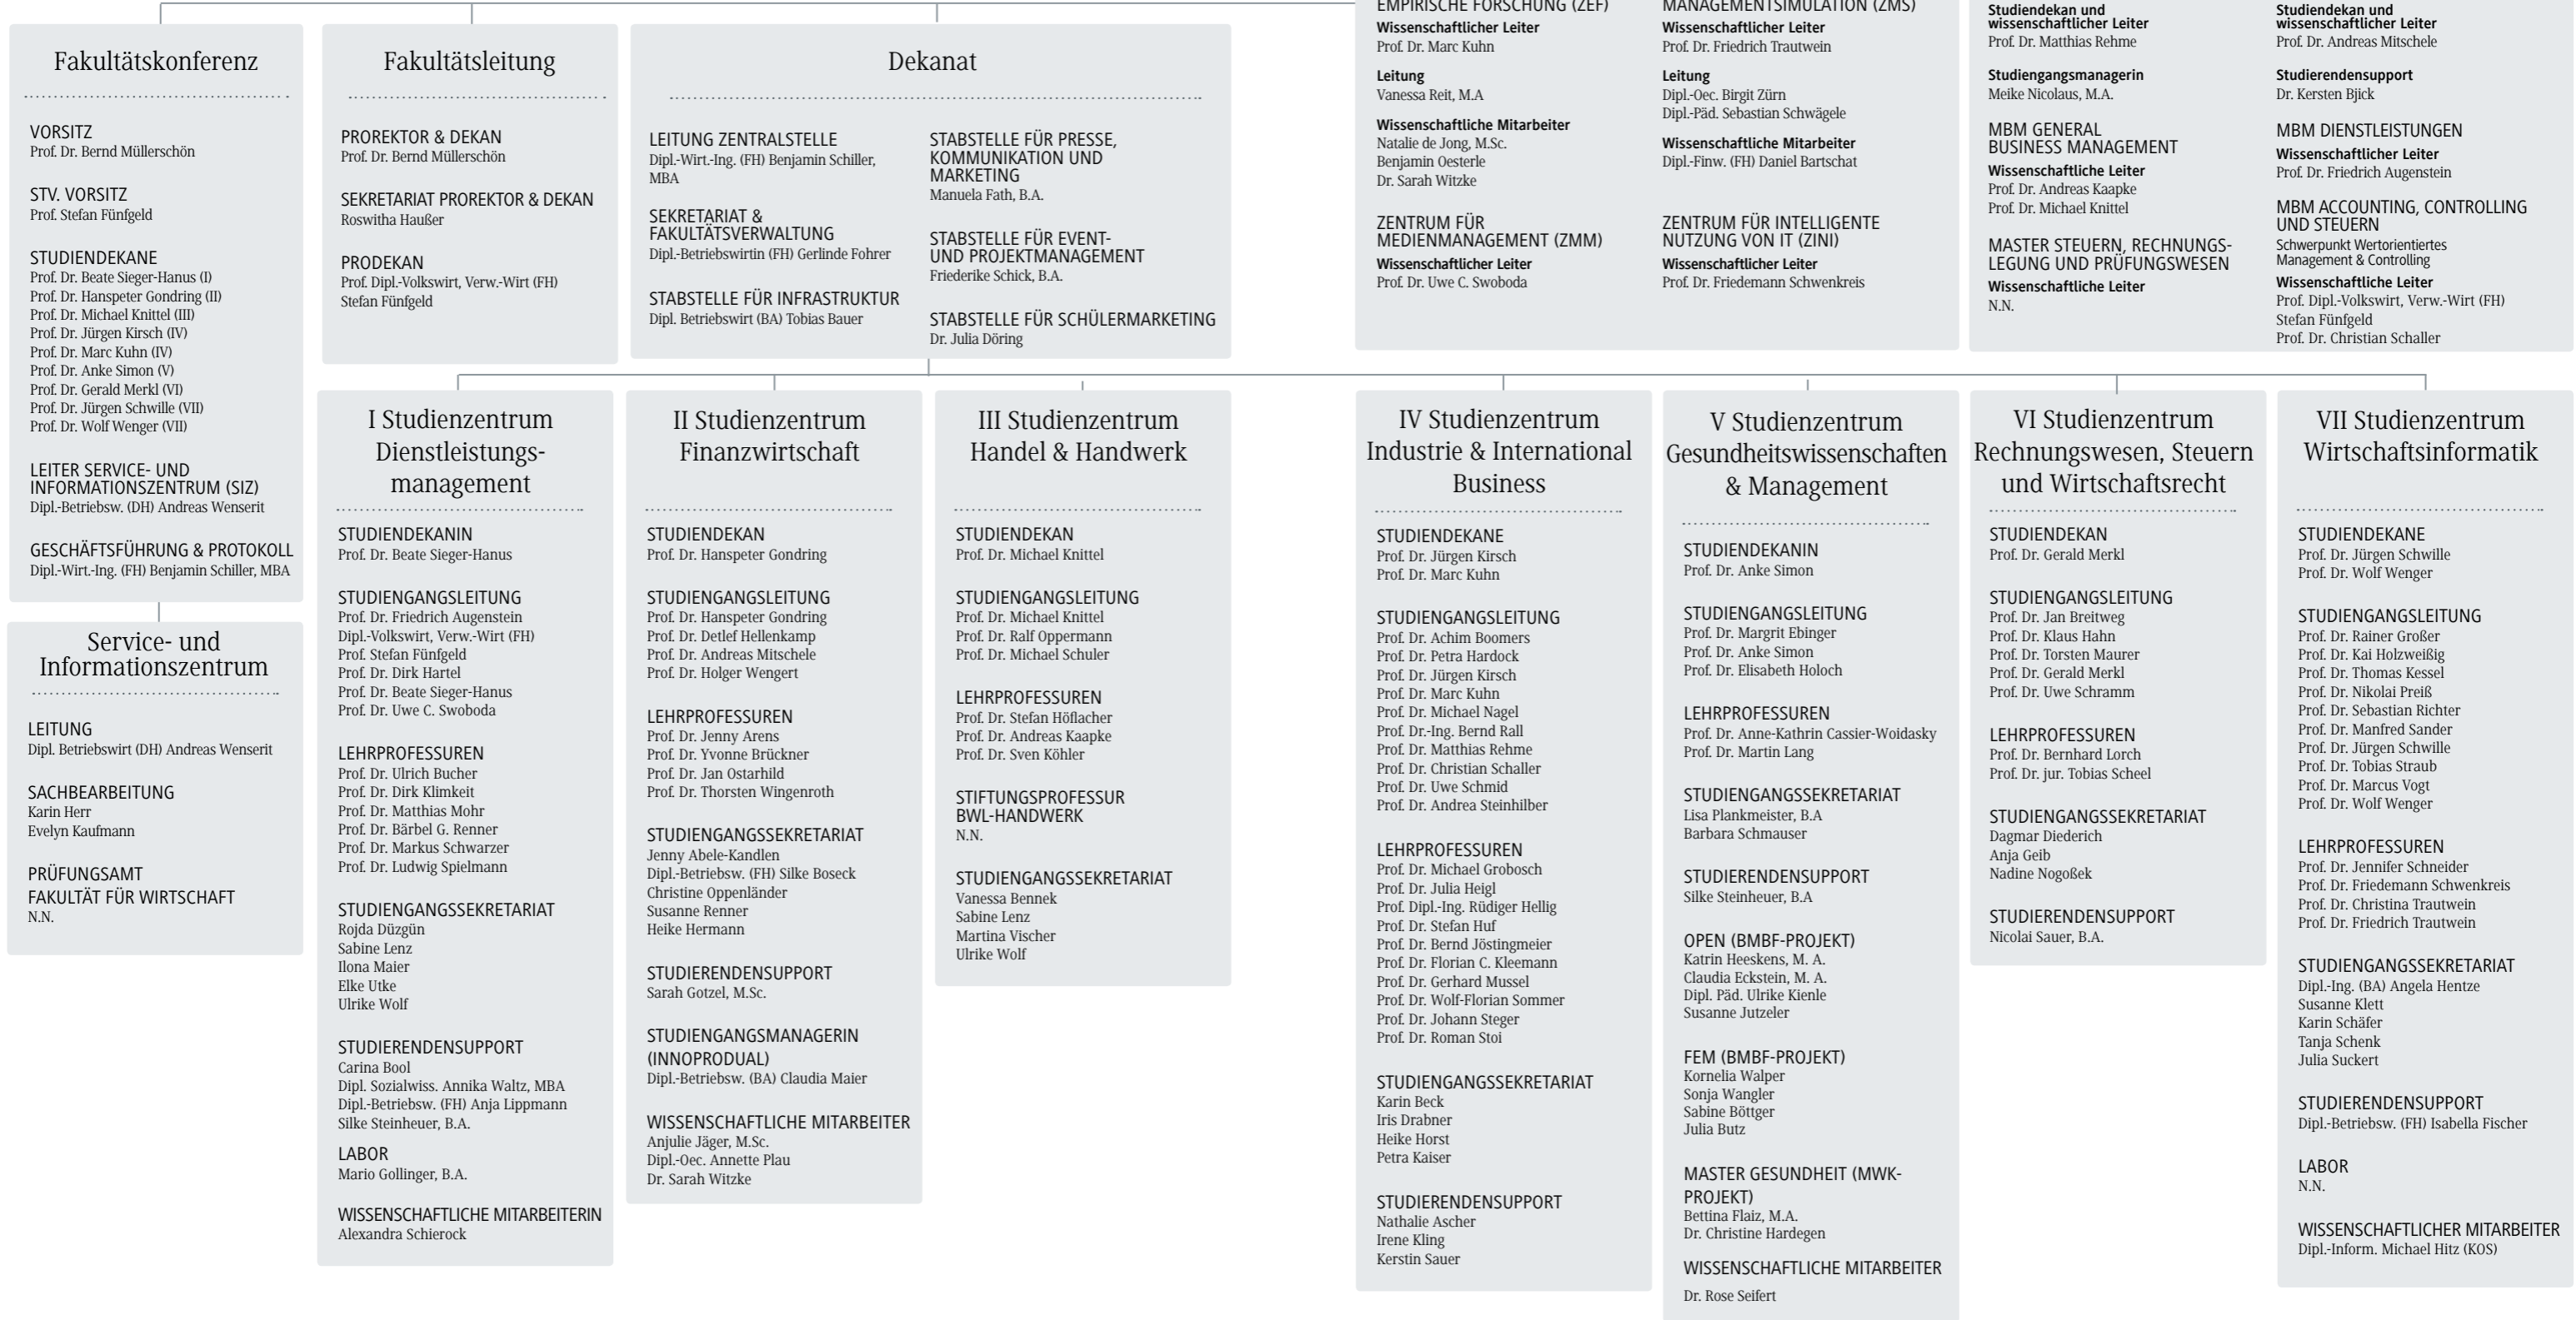 Fakultätskonferenz
VORSITZ
Prof. Dr. Bernd Müllerschön
STV. VORSITZ
Prof. Stefan Fünfgeld
STUDIENDEKANE
Prof. Dr. Beate Sieger-Hanus (I)
Prof. Dr. Hanspeter Gondring (II)
Prof. Dr. Michael Knittel (III)
Prof. Dr. Jürgen Kirsch (IV)
Prof. Dr. Marc Kuhn (IV)
Prof. Dr. Anke Simon (V)
Prof. Dr. Gerald Merkl (VI)
Prof. Dr. Jürgen Schwille (VII)
Prof. Dr. Wolf Wenger (VII)
LEITER SERVICE- UND
INFORMATIONSZENTRUM (SIZ)
Dipl.-Betriebsw. (DH) Andreas Wenserit
GESCHÄFTSFÜHRUNG & PROTOKOLL
Dipl.-Wirt.-Ing. (FH) Benjamin Schiller, MBA
Service- und
Informationszentrum
LEITUNG
Dipl. Betriebswirt (DH) Andreas Wenserit
SACHBEARBEITUNG
Karin Herr
Evelyn Kaufmann
PRÜFUNGSAMT
FAKULTÄT FÜR WIRTSCHAFT
N.N.
Fakultätsleitung
PROREKTOR & DEKAN
Prof. Dr. Bernd Müllerschön
SEKRETARIAT PROREKTOR & DEKAN
Roswitha Haußer
PRODEKAN
Prof. Dipl.-Volkswirt, Verw.-Wirt (FH)
Stefan Fünfgeld
Dekanat
LEITUNG ZENTRALSTELLE
Dipl.-Wirt.-Ing. (FH) Benjamin Schiller,
MBA
SEKRETARIAT &
FAKULTÄTSVERWALTUNG
Dipl.-Betriebswirtin (FH) Gerlinde Fohrer
STABSTELLE FÜR INFRASTRUKTUR
Dipl. Betriebswirt (BA) Tobias Bauer
STABSTELLE FÜR PRESSE,
KOMMUNIKATION UND
MARKETING
Manuela Fath, B.A.
STABSTELLE FÜR EVENT-
UND PROJEKTMANAGEMENT
Friederike Schick, B.A.
STABSTELLE FÜR SCHÜLERMARKETING
Dr. Julia Döring
EMPIRISCHE FORSCHUNG (ZEF)
Wissenschaftlicher Leiter
Prof. Dr. Marc Kuhn
Leitung
Vanessa Reit, M.A
Wissenschaftliche Mitarbeiter
Natalie de Jong, M.Sc.
Benjamin Oesterle
Dr. Sarah Witzke
ZENTRUM FÜR
MEDIENMANAGEMENT (ZMM)
Wissenschaftlicher Leiter
Prof. Dr. Uwe C. Swoboda
MANAGEMENTSIMULATION (ZMS)
Wissenschaftlicher Leiter
Prof. Dr. Friedrich Trautwein
Leitung
Dipl.-Oec. Birgit Zürn
Dipl.-Päd. Sebastian Schwägele
Wissenschaftliche Mitarbeiter
Dipl.-Finw. (FH) Daniel Bartschat
ZENTRUM FÜR INTELLIGENTE
NUTZUNG VON IT (ZINI)
Wissenschaftlicher Leiter
Prof. Dr. Friedemann Schwenkreis
Studiendekan und
wissenschaftlicher Leiter
Prof. Dr. Matthias Rehme
Studiengangsmanagerin
Meike Nicolaus, M.A.
MBM GENERAL
BUSINESS MANAGEMENT
Wissenschaftliche Leiter
Prof. Dr. Andreas Kaapke
Prof. Dr. Michael Knittel
MASTER STEUERN, RECHNUNGS-
LEGUNG UND PRÜFUNGSWESEN
Wissenschaftliche Leiter
N.N.
Studiendekan und
wissenschaftlicher Leiter
Prof. Dr. Andreas Mitschele
Studierendensupport
Dr. Kersten Bjick
MBM DIENSTLEISTUNGEN
Wissenschaftlicher Leiter
Prof. Dr. Friedrich Augenstein
MBM ACCOUNTING, CONTROLLING
UND STEUERN
Schwerpunkt Wertorientiertes
Management & Controlling
Wissenschaftliche Leiter
Prof. Dipl.-Volkswirt, Verw.-Wirt (FH)
Stefan Fünfgeld
Prof. Dr. Christian Schaller
I Studienzentrum
Dienstleistungs-
management
STUDIENDEKANIN
Prof. Dr. Beate Sieger-Hanus
STUDIENGANGSLEITUNG
Prof. Dr. Friedrich Augenstein
Dipl.-Volkswirt, Verw.-Wirt (FH)
Prof. Stefan Fünfgeld
Prof. Dr. Dirk Hartel
Prof. Dr. Beate Sieger-Hanus
Prof. Dr. Uwe C. Swoboda
LEHRPROFESSUREN
Prof. Dr. Ulrich Bucher
Prof. Dr. Dirk Klimkeit
Prof. Dr. Matthias Mohr
Prof. Dr. Bärbel G. Renner
Prof. Dr. Markus Schwarzer
Prof. Dr. Ludwig Spielmann
STUDIENGANGSSEKRETARIAT
Rojda Düzgün
Sabine Lenz
Ilona Maier
Elke Utke
Ulrike Wolf
STUDIERENDENSUPPORT
Carina Bool
Dipl. Sozialwiss. Annika Waltz, MBA
Dipl.-Betriebsw. (FH) Anja Lippmann
Silke Steinheuer, B.A.
LABOR
Mario Gollinger, B.A.
WISSENSCHAFTLICHE MITARBEITERIN
Alexandra Schierock
II Studienzentrum
Finanzwirtschaft
STUDIENDEKAN
Prof. Dr. Hanspeter Gondring
STUDIENGANGSLEITUNG
Prof. Dr. Hanspeter Gondring
Prof. Dr. Detlef Hellenkamp
Prof. Dr. Andreas Mitschele
Prof. Dr. Holger Wengert
LEHRPROFESSUREN
Prof. Dr. Jenny Arens
Prof. Dr. Yvonne Brückner
Prof. Dr. Jan Ostarhild
Prof. Dr. Thorsten Wingenroth
STUDIENGANGSSEKRETARIAT
Jenny Abele-Kandlen
Dipl.-Betriebsw. (FH) Silke Boseck
Christine Oppenländer
Susanne Renner
Heike Hermann
STUDIERENDENSUPPORT
Sarah Gotzel, M.Sc.
STUDIENGANGSMANAGERIN
(INNOPRODUAL)
Dipl.-Betriebsw. (BA) Claudia Maier
WISSENSCHAFTLICHE MITARBEITER
Anjulie Jäger, M.Sc.
Dipl.-Oec. Annette Plau
Dr. Sarah Witzke
III Studienzentrum
Handel & Handwerk
STUDIENDEKAN
Prof. Dr. Michael Knittel
STUDIENGANGSLEITUNG
Prof. Dr. Michael Knittel
Prof. Dr. Ralf Oppermann
Prof. Dr. Michael Schuler
LEHRPROFESSUREN
Prof. Dr. Stefan Höflacher
Prof. Dr. Andreas Kaapke
Prof. Dr. Sven Köhler
STIFTUNGSPROFESSUR
BWL-HANDWERK
N.N.
STUDIENGANGSSEKRETARIAT
Vanessa Bennek
Sabine Lenz
Martina Vischer
Ulrike Wolf
IV Studienzentrum
Industrie & International
Business
STUDIENDEKANE
Prof. Dr. Jürgen Kirsch
Prof. Dr. Marc Kuhn
STUDIENGANGSLEITUNG
Prof. Dr. Achim Boomers
Prof. Dr. Petra Hardock
Prof. Dr. Jürgen Kirsch
Prof. Dr. Marc Kuhn
Prof. Dr. Michael Nagel
Prof. Dr.-Ing. Bernd Rall
Prof. Dr. Matthias Rehme
Prof. Dr. Christian Schaller
Prof. Dr. Uwe Schmid
Prof. Dr. Andrea Steinhilber
LEHRPROFESSUREN
Prof. Dr. Michael Grobosch
Prof. Dr. Julia Heigl
Prof. Dipl.-Ing. Rüdiger Hellig
Prof. Dr. Stefan Huf
Prof. Dr. Bernd Jöstingmeier
Prof. Dr. Florian C. Kleemann
Prof. Dr. Gerhard Mussel
Prof. Dr. Wolf-Florian Sommer
Prof. Dr. Johann Steger
Prof. Dr. Roman Stoi
STUDIENGANGSSEKRETARIAT
Karin Beck
Iris Drabner
Heike Horst
Petra Kaiser
STUDIERENDENSUPPORT
Nathalie Ascher
Irene Kling
Kerstin Sauer
V Studienzentrum
Gesundheitswissenschaften
& Management
STUDIENDEKANIN
Prof. Dr. Anke Simon
STUDIENGANGSLEITUNG
Prof. Dr. Margrit Ebinger
Prof. Dr. Anke Simon
Prof. Dr. Elisabeth Holoch
LEHRPROFESSUREN
Prof. Dr. Anne-Kathrin Cassier-Woidasky
Prof. Dr. Martin Lang
STUDIENGANGSSEKRETARIAT
Lisa Plankmeister, B.A
Barbara Schmauser
STUDIERENDENSUPPORT
Silke Steinheuer, B.A
OPEN (BMBF-PROJEKT)
Katrin Heeskens, M. A.
Claudia Eckstein, M. A.
Dipl. Päd. Ulrike Kienle
Susanne Jutzeler
FEM (BMBF-PROJEKT)
Kornelia Walper
Sonja Wangler
Sabine Böttger
Julia Butz
MASTER GESUNDHEIT (MWK-
PROJEKT)
Bettina Flaiz, M.A.
Dr. Christine Hardegen
WISSENSCHAFTLICHE MITARBEITER
Dr. Rose Seifert
VI Studienzentrum
Rechnungswesen, Steuern
und Wirtschaftsrecht
STUDIENDEKAN
Prof. Dr. Gerald Merkl
STUDIENGANGSLEITUNG
Prof. Dr. Jan Breitweg
Prof. Dr. Klaus Hahn
Prof. Dr. Torsten Maurer
Prof. Dr. Gerald Merkl
Prof. Dr. Uwe Schramm
LEHRPROFESSUREN
Prof. Dr. Bernhard Lorch
Prof. Dr. jur. Tobias Scheel
STUDIENGANGSSEKRETARIAT
Dagmar Diederich
Anja Geib
Nadine Nogoßek
STUDIERENDENSUPPORT
Nicolai Sauer, B.A.
VII Studienzentrum
Wirtschaftsinformatik
STUDIENDEKANE
Prof. Dr. Jürgen Schwille
Prof. Dr. Wolf Wenger
STUDIENGANGSLEITUNG
Prof. Dr. Rainer Großer
Prof. Dr. Kai Holzweißig
Prof. Dr. Thomas Kessel
Prof. Dr. Nikolai Preiß
Prof. Dr. Sebastian Richter
Prof. Dr. Manfred Sander
Prof. Dr. Jürgen Schwille
Prof. Dr. Tobias Straub
Prof. Dr. Marcus Vogt
Prof. Dr. Wolf Wenger
LEHRPROFESSUREN
Prof. Dr. Jennifer Schneider
Prof. Dr. Friedemann Schwenkreis
Prof. Dr. Christina Trautwein
Prof. Dr. Friedrich Trautwein
STUDIENGANGSSEKRETARIAT
Dipl.-Ing. (BA) Angela Hentze
Susanne Klett
Karin Schäfer
Tanja Schenk
Julia Suckert
STUDIERENDENSUPPORT
Dipl.-Betriebsw. (FH) Isabella Fischer
LABOR
N.N.
WISSENSCHAFTLICHER MITARBEITER
Dipl.-Inform. Michael Hitz (KOS)